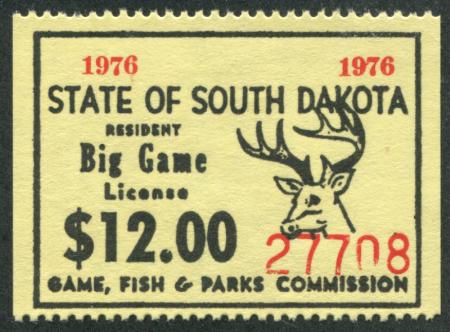 1976 1976
STATE OF SOUTH DAKOTA
RESIDENT
Big Game
License
$12.00
27708
GAME, FISH & PARKS COMMISSION